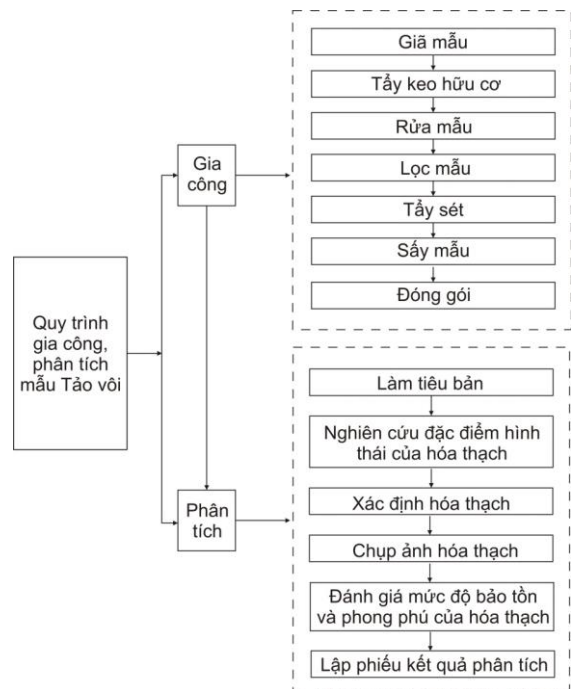 Quy trình
gia công,
phân tích
mẫu Tảo vôi
Gia
công
Giã mẫu
Tẩy keo hữu cơ
Rửa mẫu
Lọc mẫu
Tẩy sét
Sấy mẫu
Đóng gói
Phân
tích
Làm tiêu bản
Nghiên cứu đặc điểm hình
thái của hóa thạch
Xác định hóa thạch
Chụp ảnh hóa thạch
Đánh giá mức độ bảo tồn
và phong phú của hóa thạch
Lập phiếu kết quả phân tích